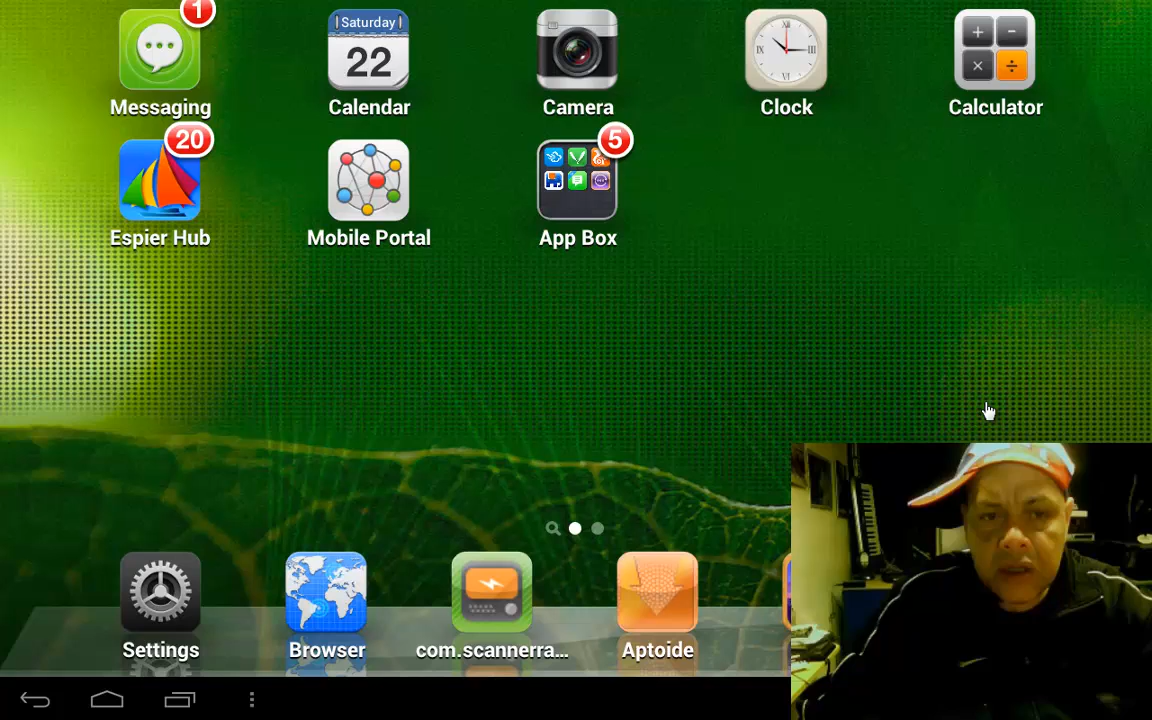 1
Saturday
22
Messaging
Calendar
Camera
Clock
Calculator
20
5
Espier Hub
Mobile Portal
App Box
Settings
Browser
com.scannerra...
Aptoide